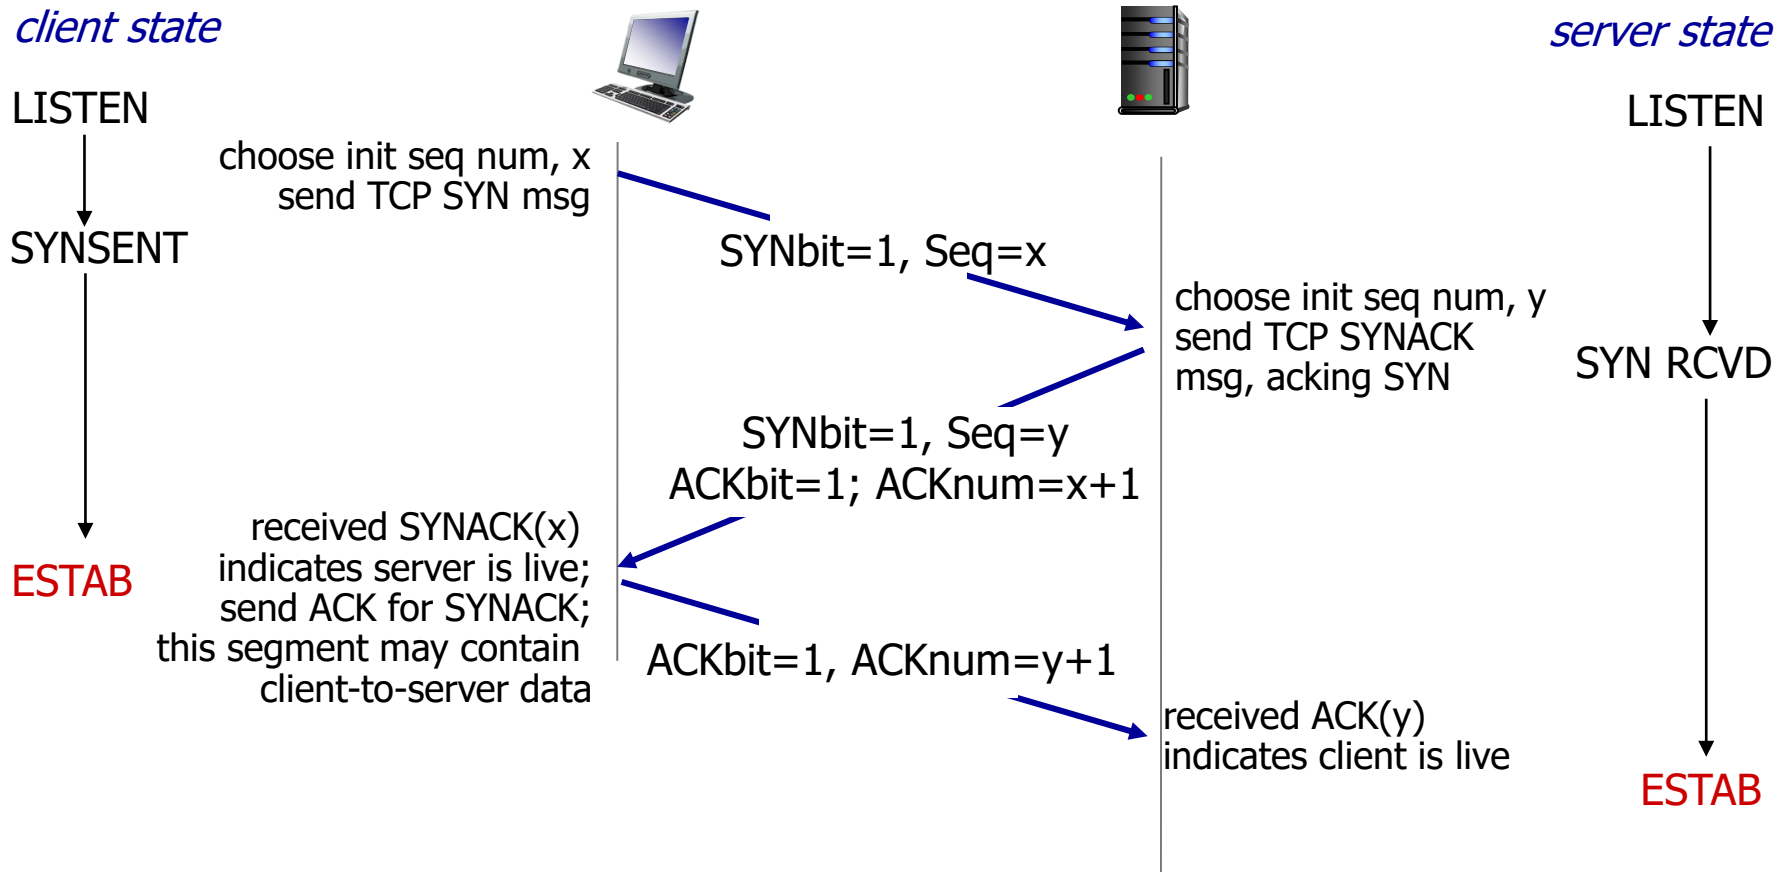 client state
server state
LISTEN
LISTEN
choose init seq num, x
send TCP SYN msg
SYNSENT
SYNbit=1, Seq=x
choose init seq num, y
send TCP SYNACK
msg, acking SYN
SYN RCVD
SYNbit=1, Seq=y
ACKbit=1; ACKnum=x+1
received SYNACK(x)
indicates server is live;
send ACK for SYNACK;
this segment may contain
client-to-server data
ESTAB
ACKbit=1, ACKnum=y+1
received ACK(y)
indicates client is live
ESTAB